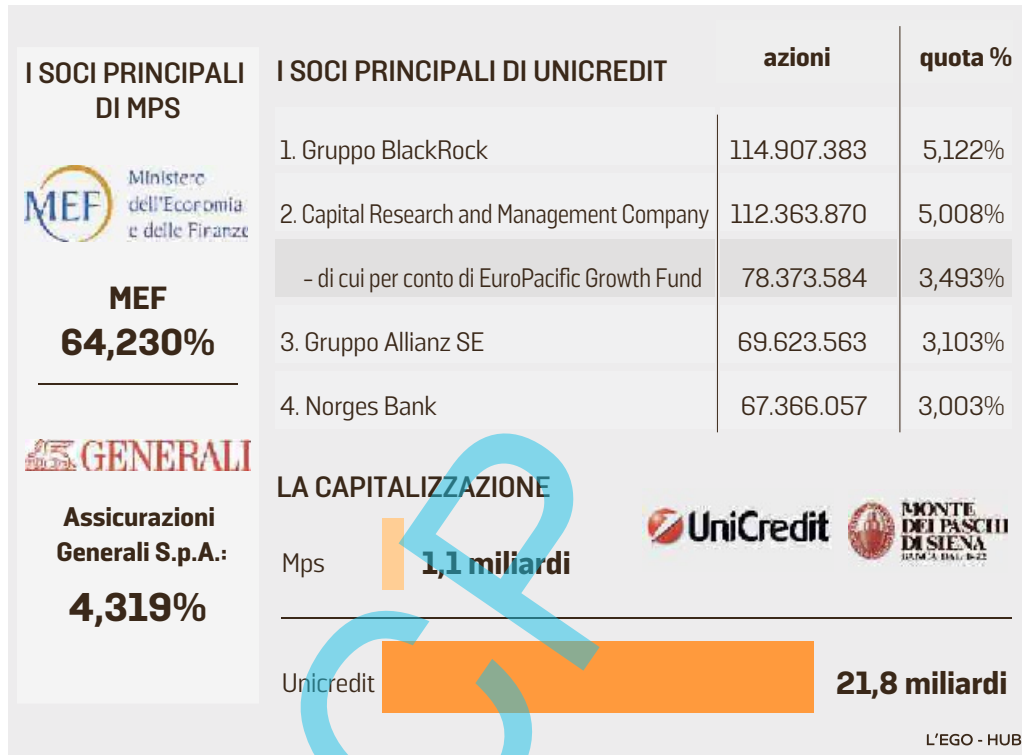 I SOCI PRINCIPALI
DI MPS
MEF
Ministero
dell'Economia
e delle Finanze
MEF
64,230%
GENERALI
Assicurazioni
Generali S.p.A.:
4,319%
I SOCI PRINCIPALI DI UNICREDIT azioni quota %
1. Gruppo BlackRock 114.907.383 5,122%
2. Capital Research and Management Company 112.363.870 5,008%
- di cui per conto di EuroPacific Growth Fund 78.373.584 3,493%
3. Gruppo Allianz SE 69.623.563 3,103%
4. Norges Bank 67.366.057 3,003%
LA CAPITALIZZAZIONE
UniCredit
MONTE
DEI PASCHI
DI SIENA
BANCA DAL 1472
Mps 1,1 miliardi
Unicredit 21,8 miliardi
L'EGO - HUB